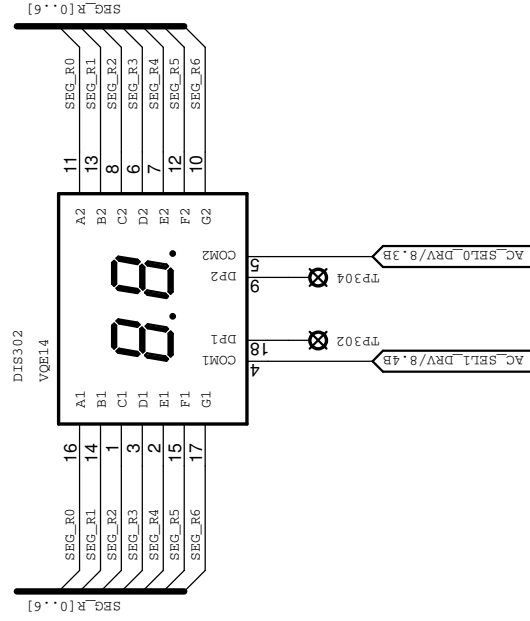 SEG_R[0..6]
SEG_R0
SEG_R1
SEG_R2
SEG_R3
SEG_R4
SEG_R5
SEG_R6
11
13
8
6
7
12
10
A2
B2
C2
D2
E2
F2
G2
DIS302
VQE14
8.8.
COM2
DP2
DP1
COM1
5
9
18
4
AC_SEL0_DRV/8.3B
TP304
TP302
AC_SEL1_DRV/8.4B
A1
B1
C1
D1
E1
F1
G1
16
14
1
3
2
15
17
SEG_R0
SEG_R1
SEG_R2
SEG_R3
SEG_R4
SEG_R5
SEG_R6
SEG_R[0..6]